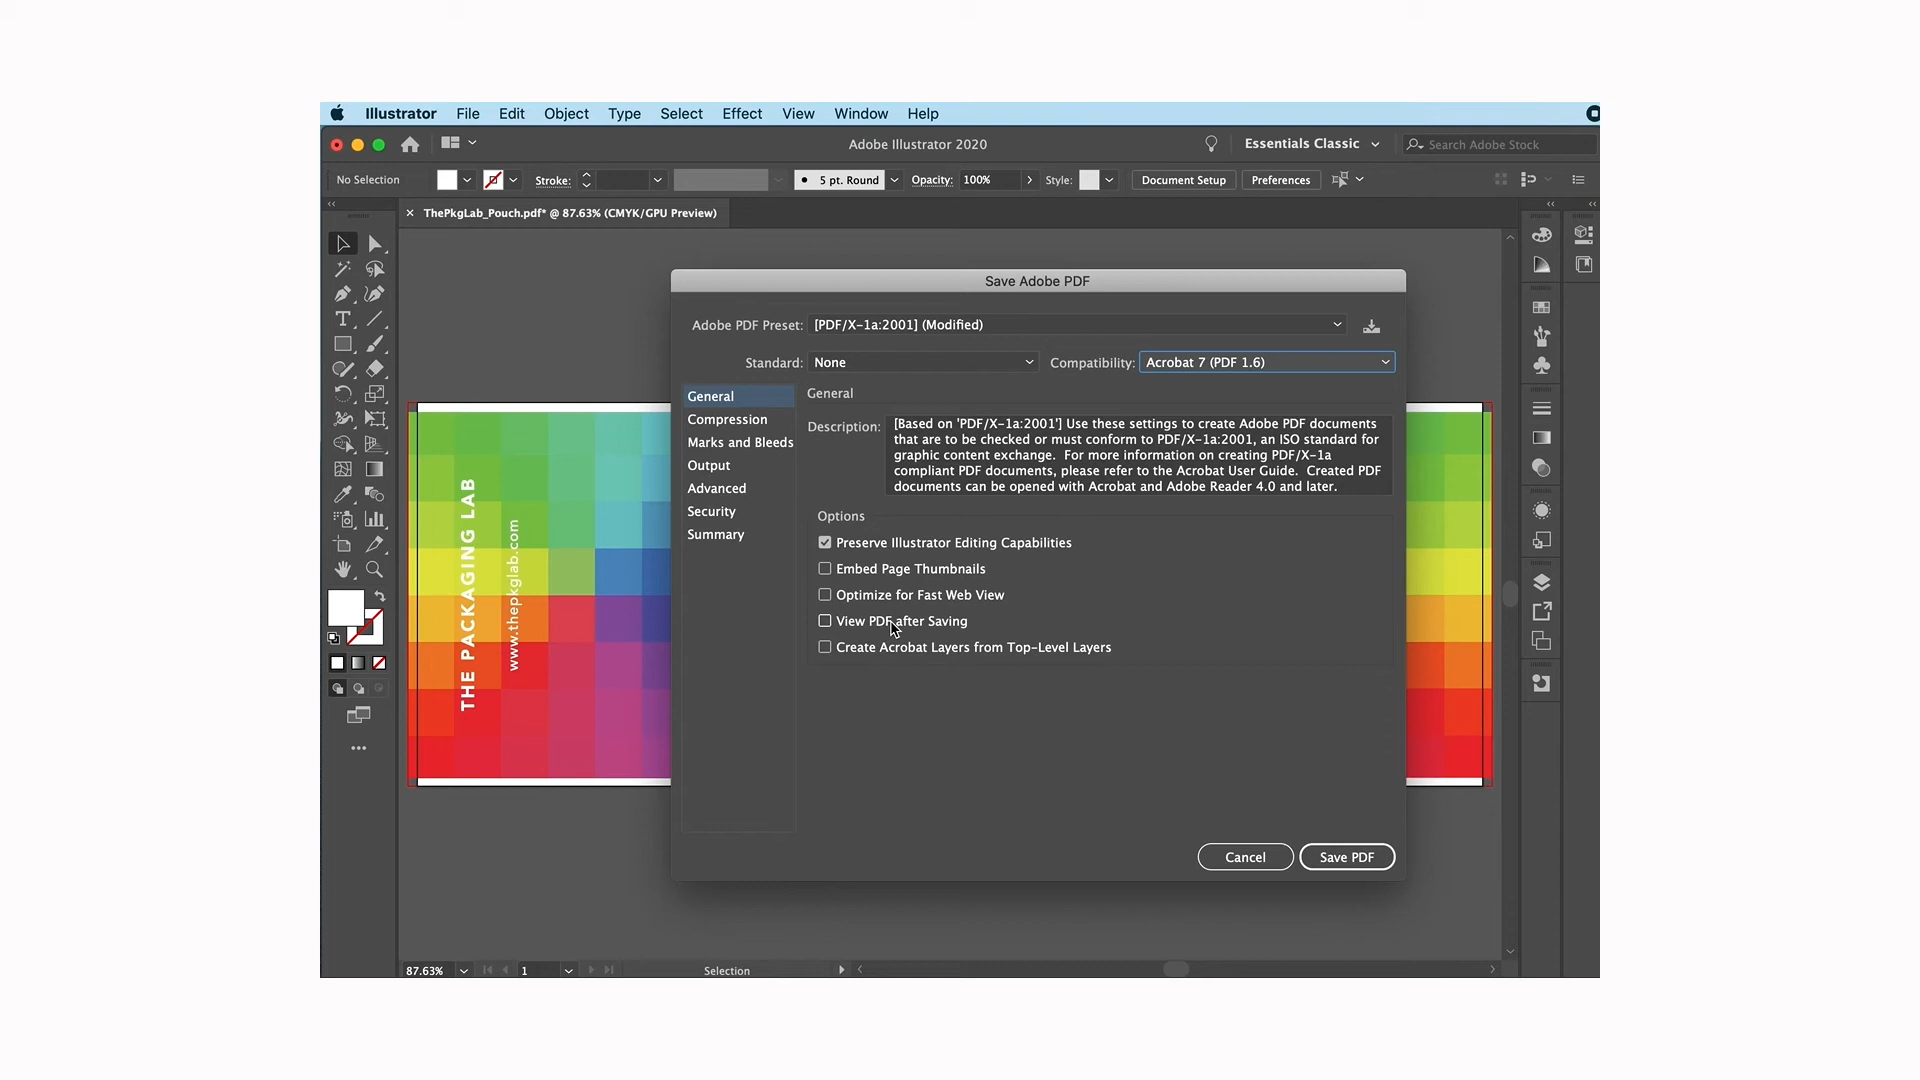 Illustrator File Edit Object Type Select Effect View Window Help
Adobe Illustrator 2020
Essentials Classic
Search Adobe Stock
No Selection
Stroke:
5 pt. Round
Opacity: 100%
Style:
Document Setup
Preferences
× ThePkgLab_Pouch.pdf* @ 87.63% (CMYK/GPU Preview)
Save Adobe PDF
Adobe PDF Preset: [PDF/X-1a:2001] (Modified)
Standard: None
Compatibility: Acrobat 7 (PDF 1.6)
General
Compression
Marks and Bleeds
Output
Advanced
Security
Summary
General
Description: [Based on 'PDF/X-1a:2001'] Use these settings to create Adobe PDF documents
that are to be checked or must conform to PDF/X-1a:2001, an ISO standard for
graphic content exchange. For more information on creating PDF/X-1a
compliant PDF documents, please refer to the Acrobat User Guide. Created PDF
documents can be opened with Acrobat and Adobe Reader 4.0 and later.
Options
Preserve Illustrator Editing Capabilities
Embed Page Thumbnails
Optimize for Fast Web View
View PDF after Saving
Create Acrobat Layers from Top-Level Layers
Cancel
Save PDF
THE PACKAGING LAB
www.thepkglab.com
87.63%
1
Selection